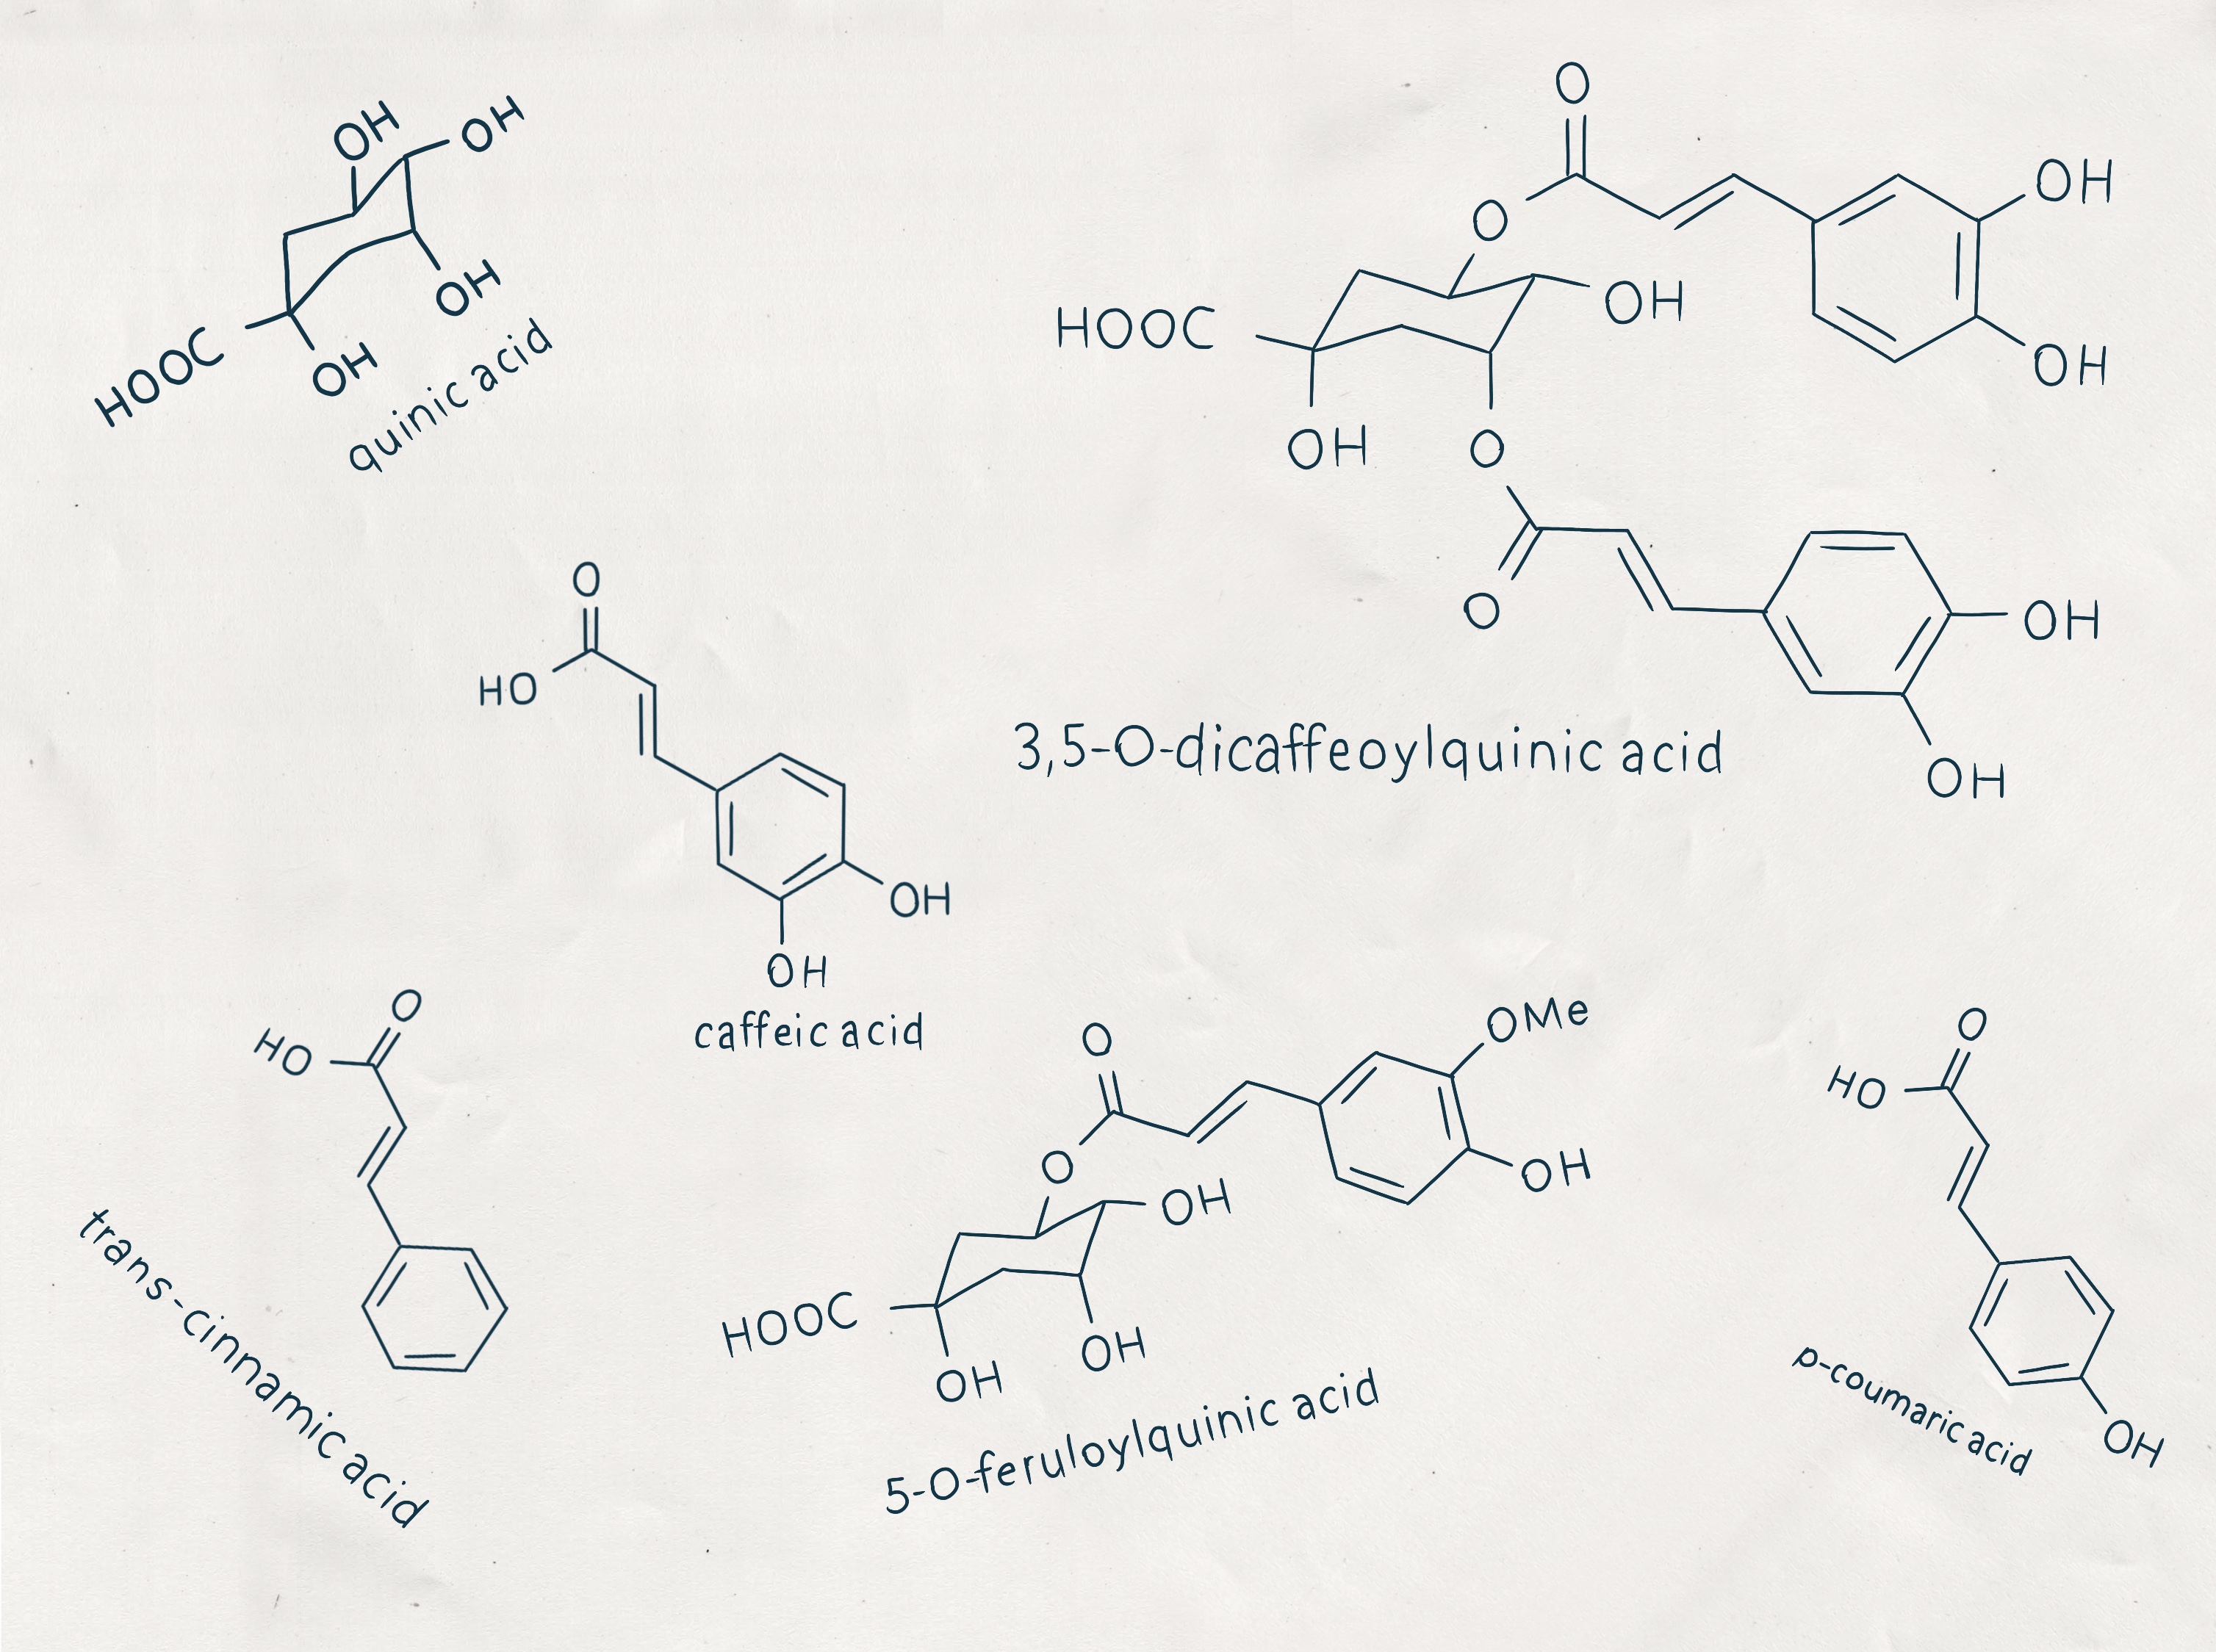 OH
OH
OH
OH
HOOC
quinic acid
O
O
OH
OH
OH
HOOC
OH
O
O
OH
OH
3,5-O-dicaffeoylquinic acid
O
HO
OH
OH
caffeic acid
O
HO
trans-cinnamic acid
O
O
OMe
OH
OH
HOOC
OH
OH
5-O-feruloylquinic acid
O
HO
OH
p-coumaric acid